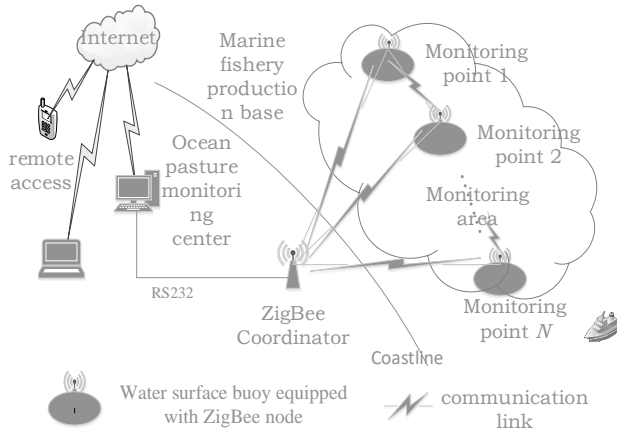 Internet
Marine
fishery
productio
n base
Monitoring
point 1
Monitoring
point 2
remote
access
Ocean
pasture
monitori
ng
center
Monitoring
area
RS232
ZigBee
Coordinator
Monitoring
point N
Coastline
Water surface buoy equipped
with ZigBee node
communication
link